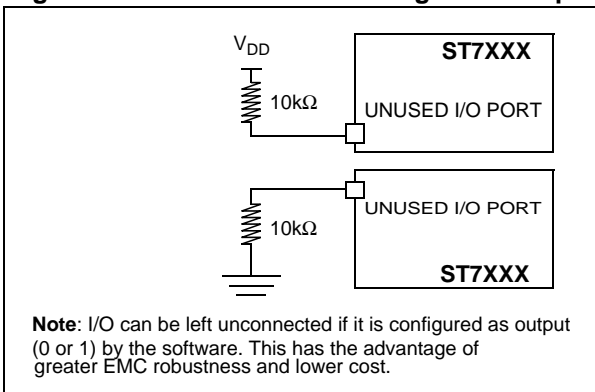 V_DD
ST7XXX
10kΩ
UNUSED I/O PORT
UNUSED I/O PORT
10kΩ
ST7XXX
Note: I/O can be left unconnected if it is configured as output
(0 or 1) by the software. This has the advantage of
greater EMC robustness and lower cost.